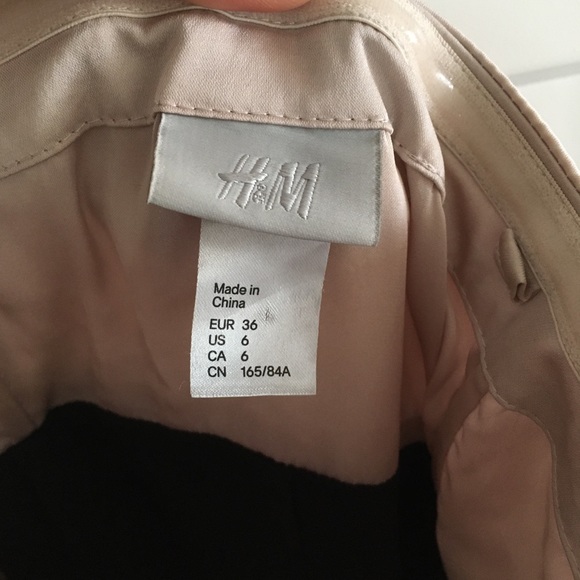 H&M
Made in
China
EUR 36
US 6
CA 6
CN 165/84A